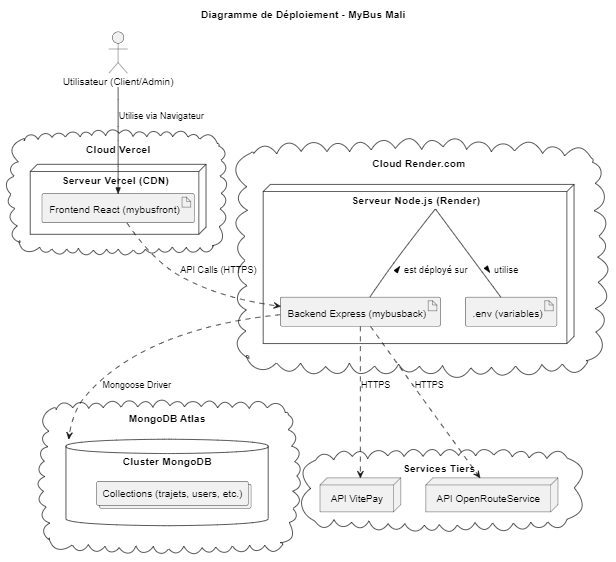 Diagramme de Déploiement - MyBus Mali
Utilisateur (Client/Admin)
Utilise via Navigateur
Cloud Vercel
Serveur Vercel (CDN)
Frontend React (mybusfront)
Cloud Render.com
Serveur Node.js (Render)
API Calls (HTTPS)
est déployé sur
utilise
Backend Express (mybusback)
.env (variables)
Mongoose Driver
HTTPS
HTTPS
MongoDB Atlas
Cluster MongoDB
Collections (trajets, users, etc.)
Services Tiers
API VitePay
API OpenRouteService